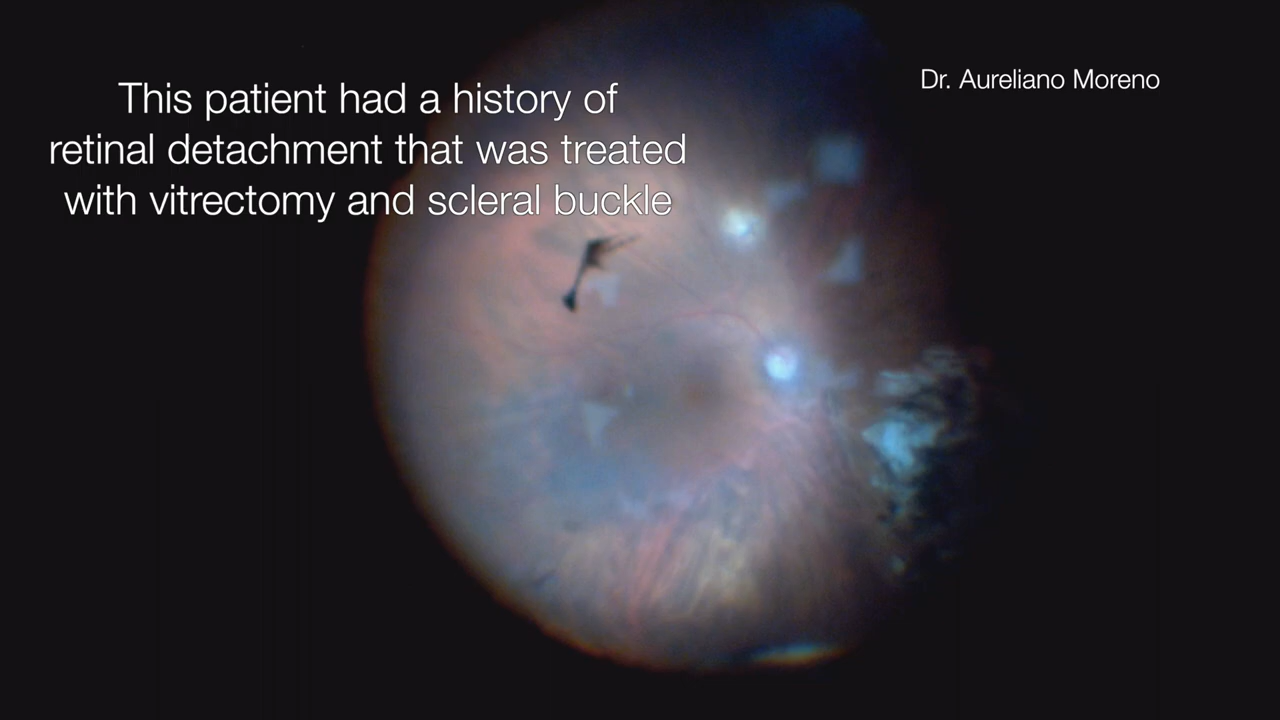 This patient had a history of
retinal detachment that was treated
with vitrectomy and scleral buckle
Dr. Aureliano Moreno